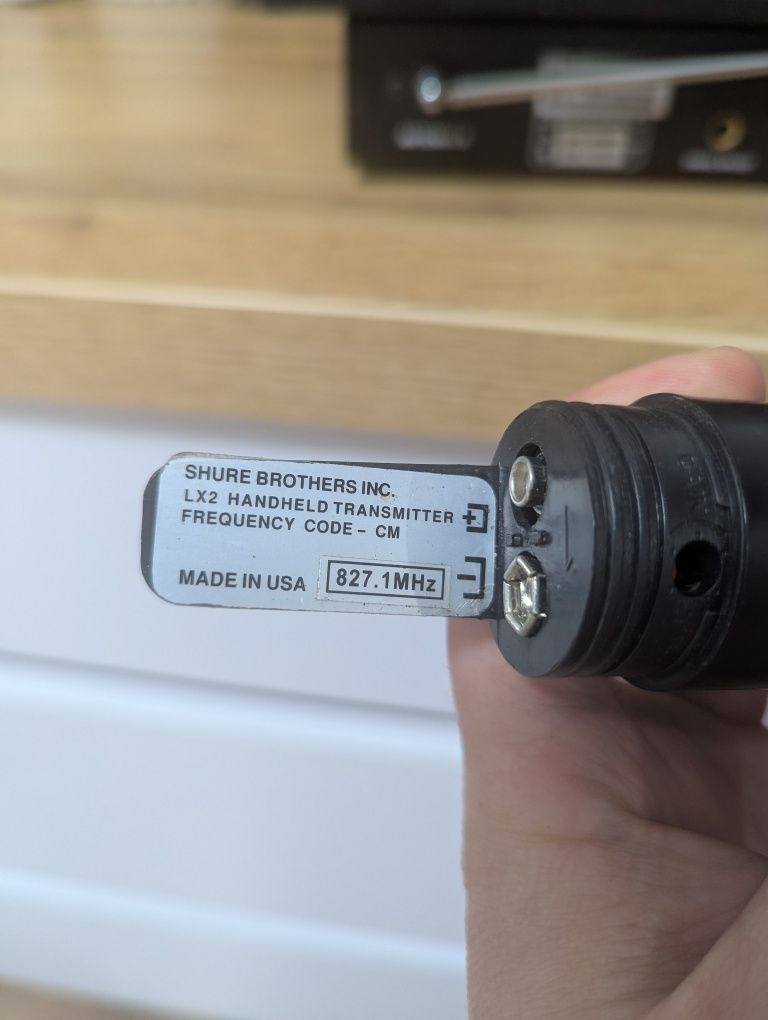 SHURE BROTHERS INC.
LX2 HANDHELD TRANSMITTER
FREQUENCY CODE - CM
MADE IN USA
827.1MHz
+
−